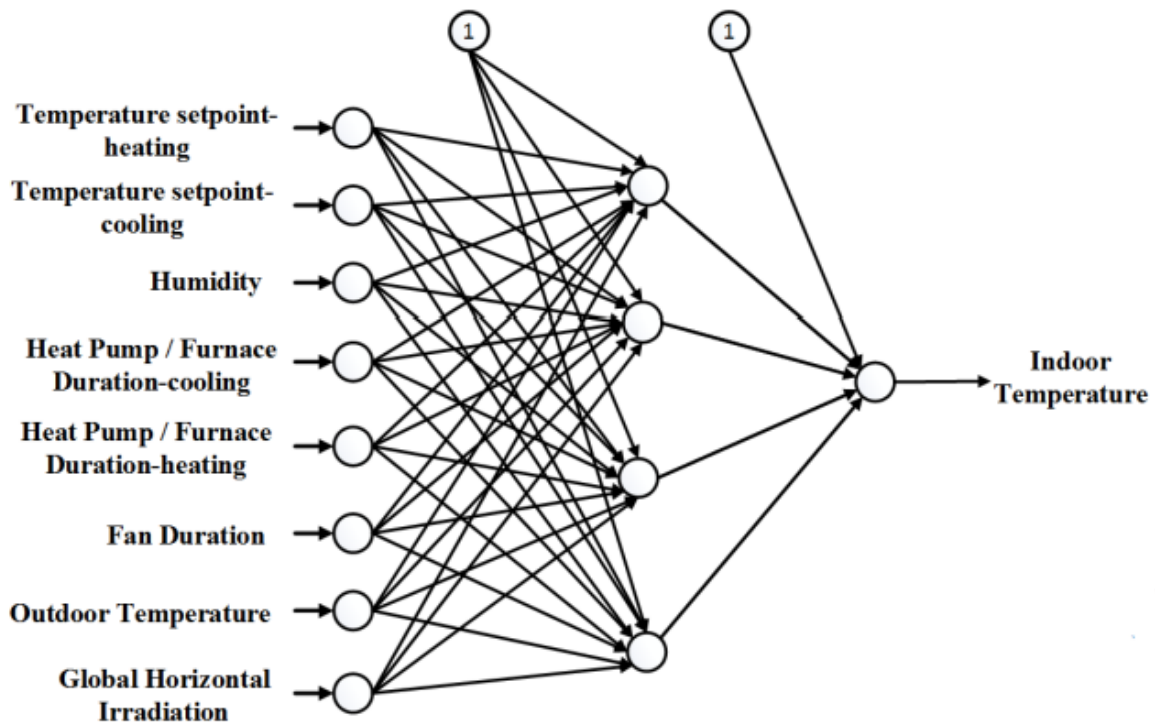 1
1
Temperature setpoint-
heating
Temperature setpoint-
cooling
Humidity
Heat Pump / Furnace
Duration-cooling
Heat Pump / Furnace
Duration-heating
Fan Duration
Outdoor Temperature
Global Horizontal
Irradiation
Indoor
Temperature